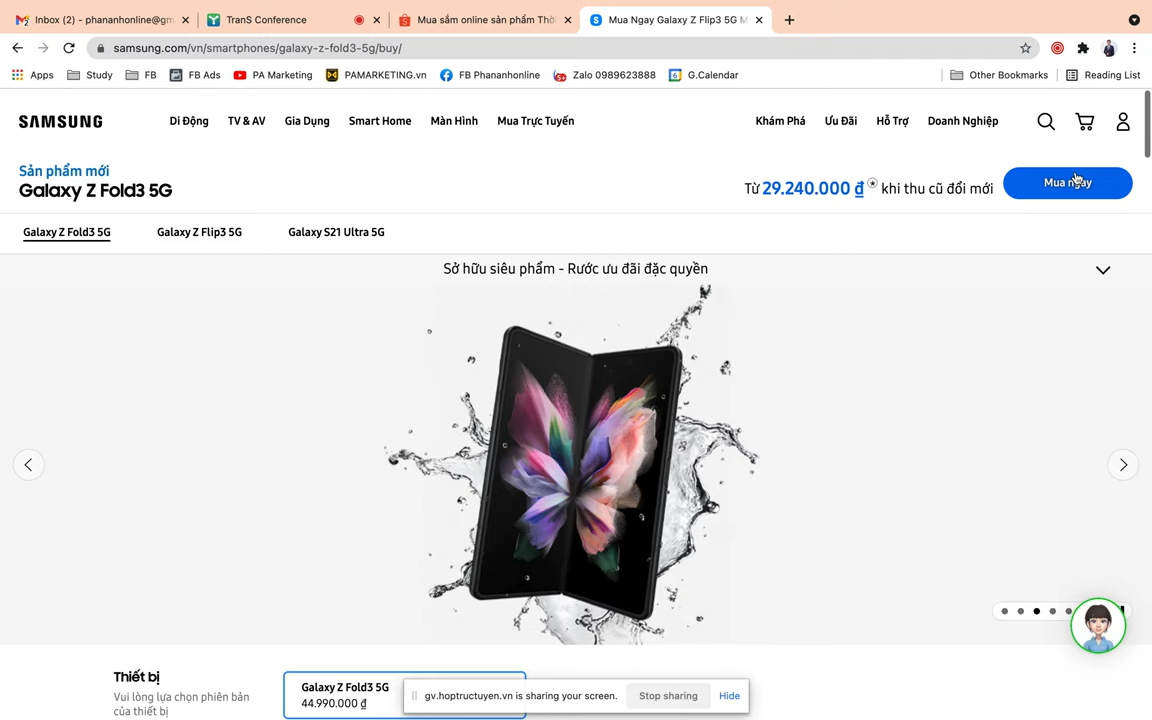 Inbox (2) - phananhonline@gm
TranS Conference
Mua sắm online sản phẩm Thời
Mua Ngay Galaxy Z Flip3 5G M
samsung.com/vn/smartphones/galaxy-z-fold3-5g/buy/
Apps
Study
FB
FB Ads
PA Marketing
PAMARKETING.vn
FB Phananhonline
Zalo 0989623888
G.Calendar
Other Bookmarks
Reading List
SAMSUNG
Di Động
TV & AV
Gia Dụng
Smart Home
Màn Hình
Mua Trực Tuyến
Khám Phá
Ưu Đãi
Hỗ Trợ
Doanh Nghiệp
Sản phẩm mới
Galaxy Z Fold3 5G
Từ 29.240.000 ₫ khi thu cũ đổi mới
Mua ngay
Galaxy Z Fold3 5G
Galaxy Z Flip3 5G
Galaxy S21 Ultra 5G
Sở hữu siêu phẩm - Rước ưu đãi đặc quyền
Thiết bị
Vui lòng lựa chọn phiên bản
của thiết bị
Galaxy Z Fold3 5G
44.990.000 ₫
gv.hoptructuyen.vn is sharing your screen.
Stop sharing
Hide